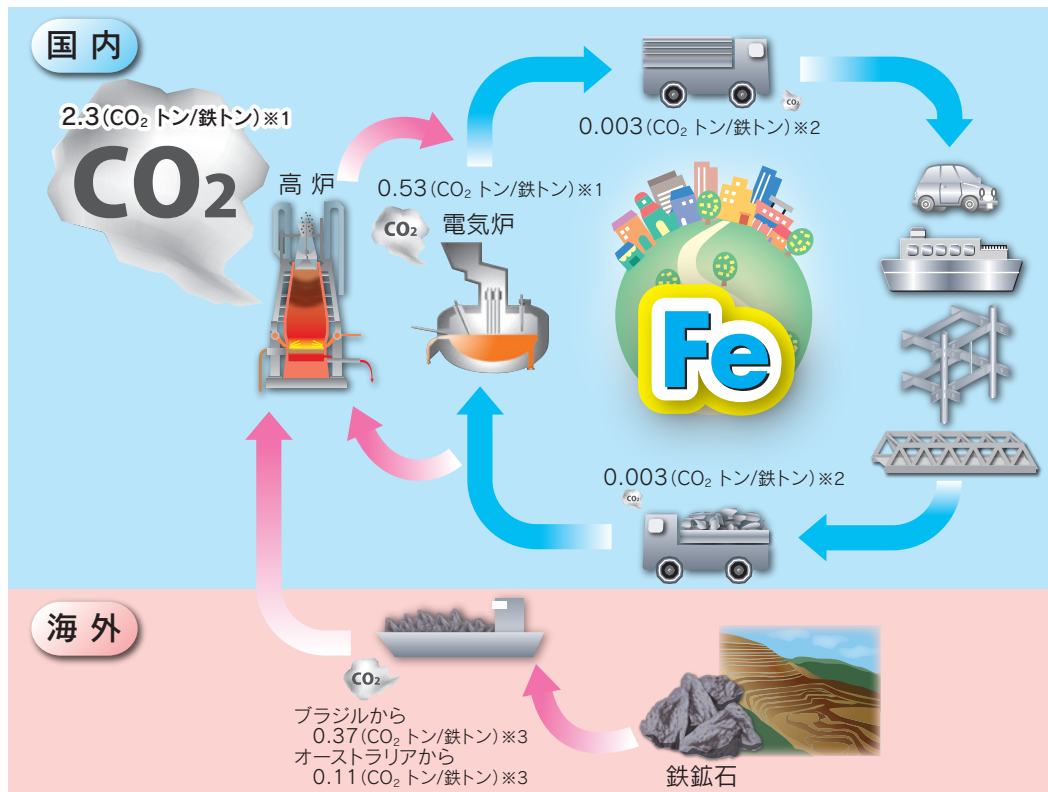 国内
2.3(CO₂ トン/鉄トン)※1
CO₂
高炉
0.53(CO₂ トン/鉄トン)※1
CO₂
電気炉
CO₂
0.003(CO₂ トン/鉄トン)※2
Fe
0.003(CO₂ トン/鉄トン)※2
CO₂
海外
CO₂
ブラジルから
0.37(CO₂ トン/鉄トン)※3
オーストラリアから
0.11(CO₂ トン/鉄トン)※3
鉄鉱石